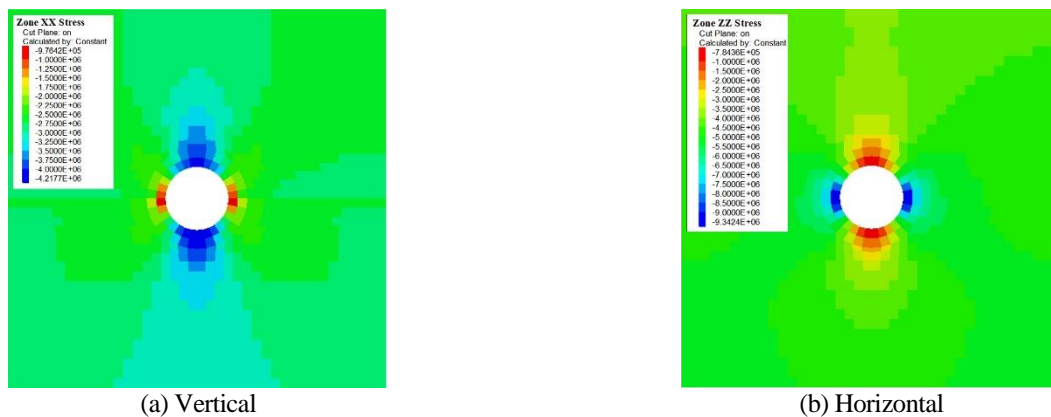 Zone XX Stress
Cut Plane: on
Calculated by: Constant
-9.7642E+05
-1.0000E+06
-1.2500E+06
-1.5000E+06
-1.7500E+06
-2.0000E+06
-2.2500E+06
-2.5000E+06
-2.7500E+06
-3.0000E+06
-3.2500E+06
-3.5000E+06
-3.7500E+06
-4.0000E+06
-4.2177E+06
Zone ZZ Stress
Cut Plane: on
Calculated by: Constant
-7.8436E+05
-1.0000E+06
-1.5000E+06
-2.0000E+06
-2.5000E+06
-3.0000E+06
-3.5000E+06
-4.0000E+06
-4.5000E+06
-5.0000E+06
-5.5000E+06
-6.0000E+06
-6.5000E+06
-7.0000E+06
-7.5000E+06
-8.0000E+06
-8.5000E+06
-9.0000E+06
-9.3424E+06
(a) Vertical
(b) Horizontal